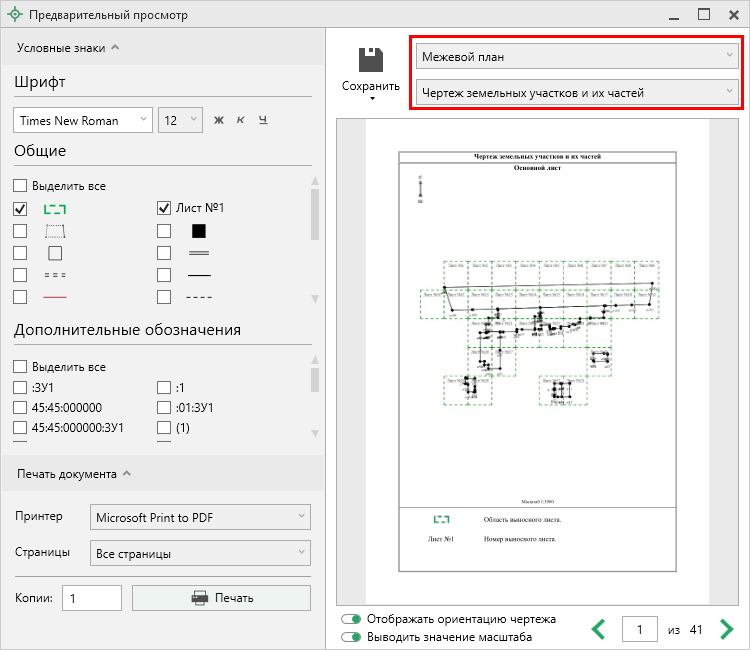 Предварительный просмотр
Условные знаки
Шрифт
Times New Roman
12
Ж К Ч
Общие
Выделить все
Лист №1
Дополнительные обозначения
Выделить все
:ЗУ1
:1
45:45:000000
:01:ЗУ1
45:45:000000:ЗУ1
(1)
Печать документа
Принтер
Microsoft Print to PDF
Страницы
Все страницы
Копии:
1
Печать
Сохранить
Межевой план
Чертеж земельных участков и их частей
Чертеж земельных участков и их частей
Основной лист
Масштаб 1:5000
Область выносного листа.
Лист №1
Номер выносного листа.
Отображать ориентацию чертежа
Выводить значение масштаба
1
из 41